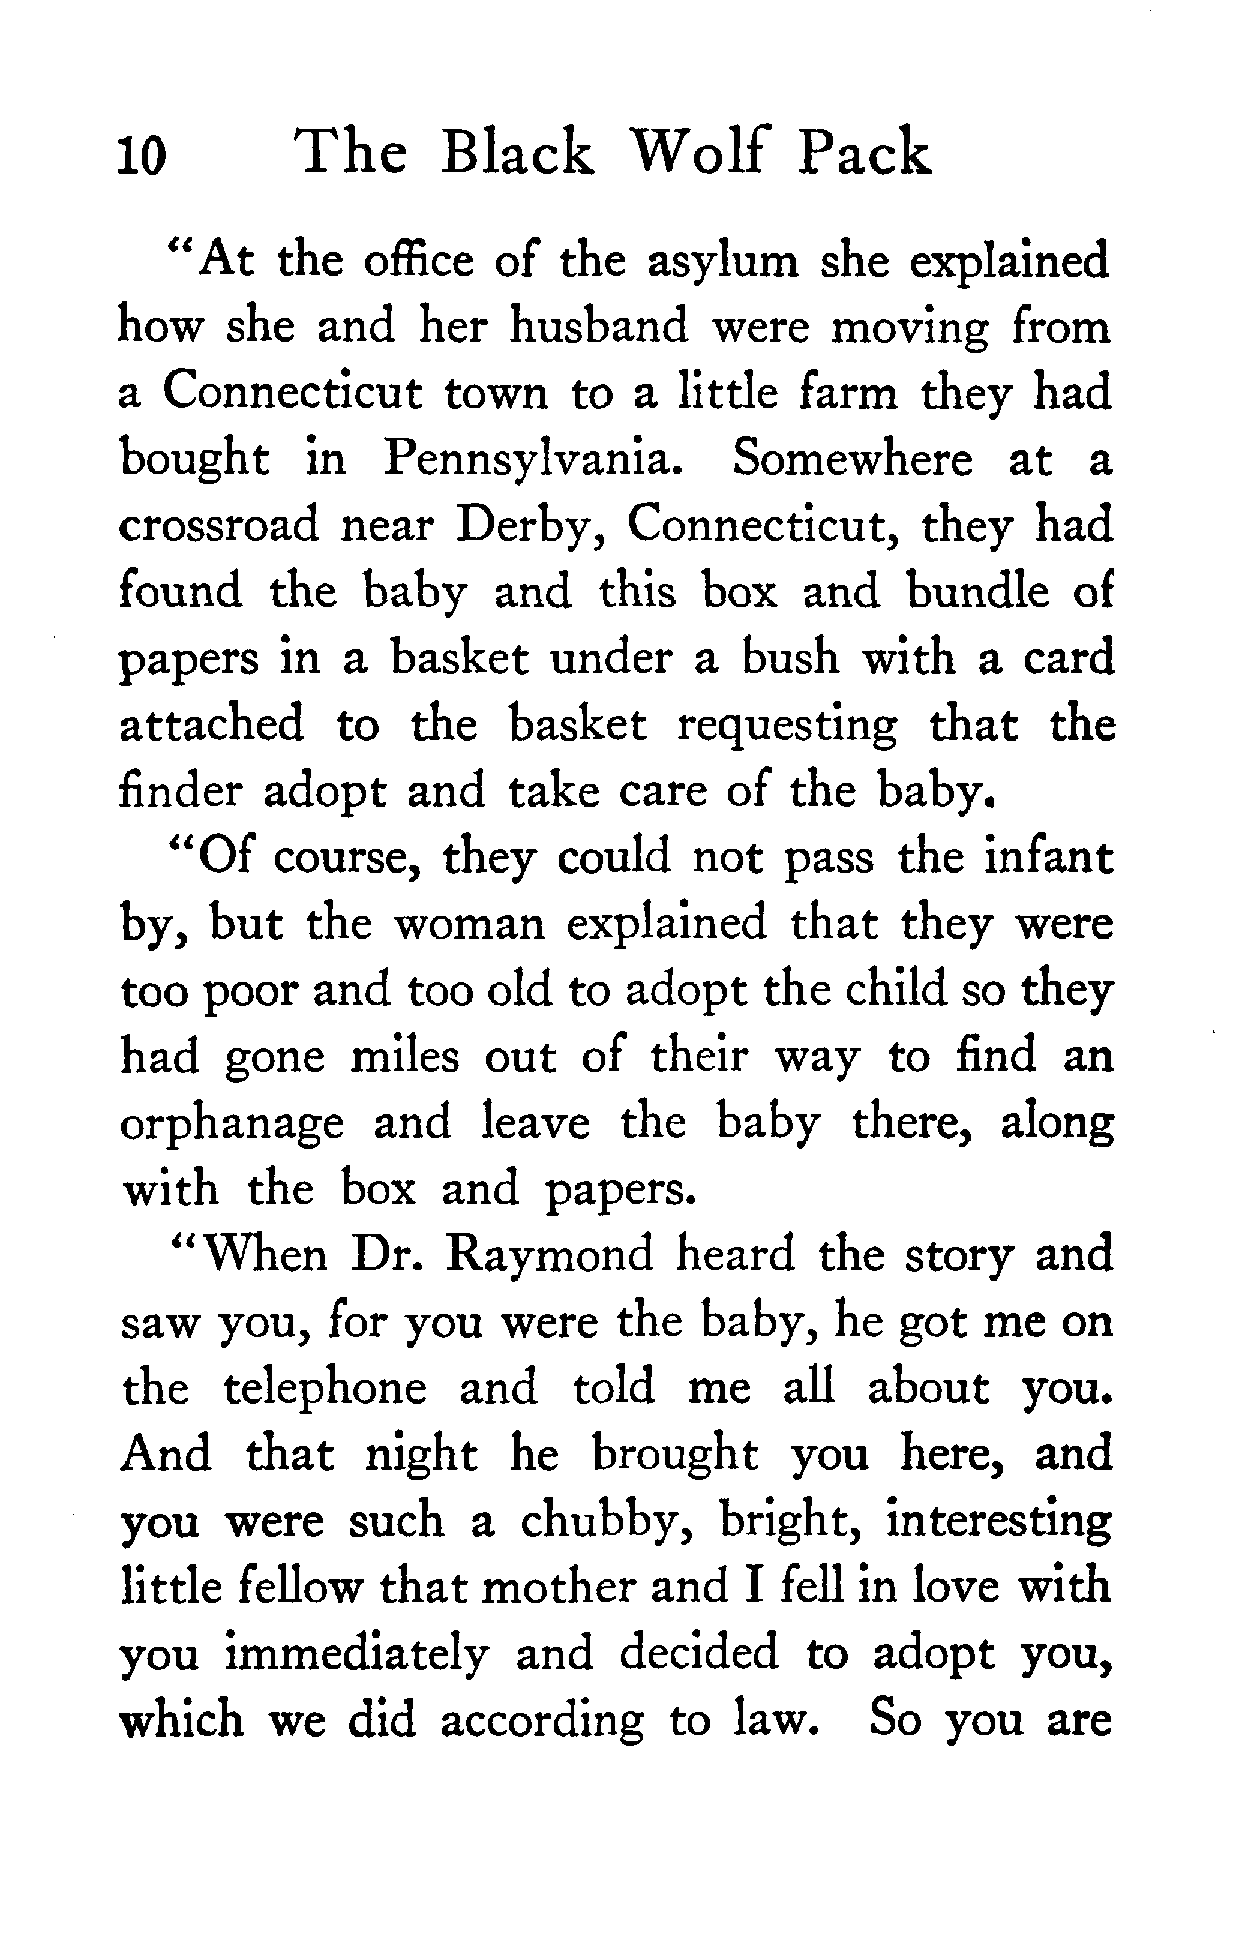 10 The Black Wolf Pack
“At the office of the asylum she explained
how she and her husband were moving from
a Connecticut town to a little farm they had
bought in Pennsylvania. Somewhere at a
crossroad near Derby, Connecticut, they had
found the baby and this box and bundle of
papers in a basket under a bush with a card
attached to the basket requesting that the
finder adopt and take care of the baby.
“Of course, they could not pass the infant
by, but the woman explained that they were
too poor and too old to adopt the child so they
had gone miles out of their way to find an
orphanage and leave the baby there, along
with the box and papers.
“When Dr. Raymond heard the story and
saw you, for you were the baby, he got me on
the telephone and told me all about you.
And that night he brought you here, and
you were such a chubby, bright, interesting
little fellow that mother and I fell in love with
you immediately and decided to adopt you,
which we did according to law. So you are